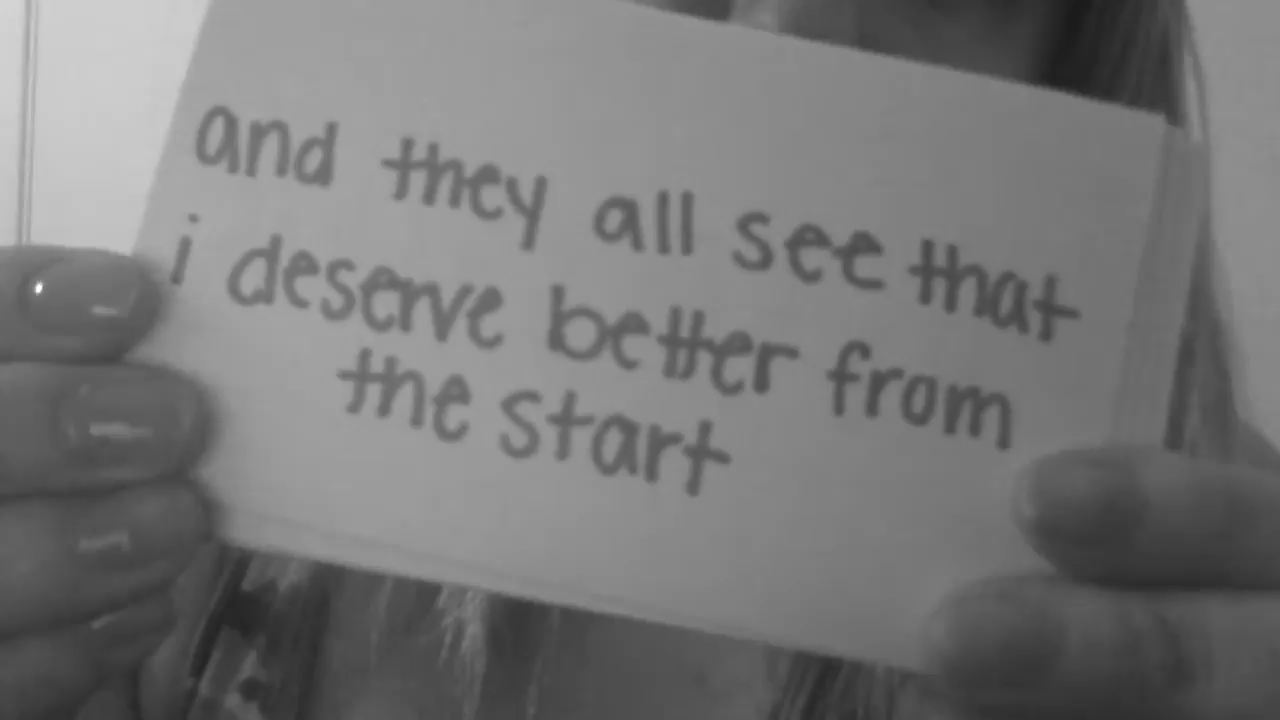 and they all see that
i deserve better from
the start